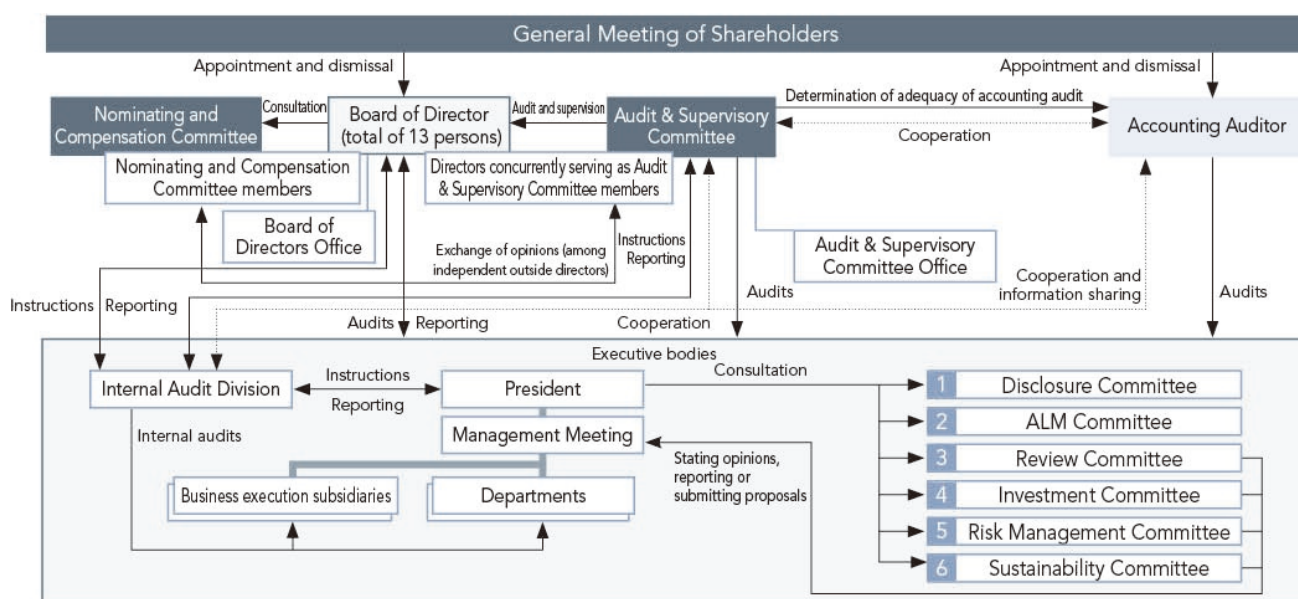 General Meeting of Shareholders
Appointment and dismissal
Appointment and dismissal
Nominating and
Compensation Committee
Consultation
Board of Director
(total of 13 persons)
Audit and supervision
Audit & Supervisory
Committee
Determination of adequacy of accounting audit
Cooperation
Accounting Auditor
Nominating and Compensation
Committee members
Directors concurrently serving as Audit
& Supervisory Committee members
Board of
Directors Office
Exchange of opinions (among
independent outside directors)
Instructions
Reporting
Audit & Supervisory
Committee Office
Cooperation and
information sharing
Instructions
Reporting
Audits
Reporting
Cooperation
Audits
Audits
Executive bodies
Internal Audit Division
Instructions
Reporting
President
Consultation
Internal audits
Management Meeting
Stating opinions,
reporting or
submitting proposals
Business execution subsidiaries
Departments
1 Disclosure Committee
2 ALM Committee
3 Review Committee
4 Investment Committee
5 Risk Management Committee
6 Sustainability Committee